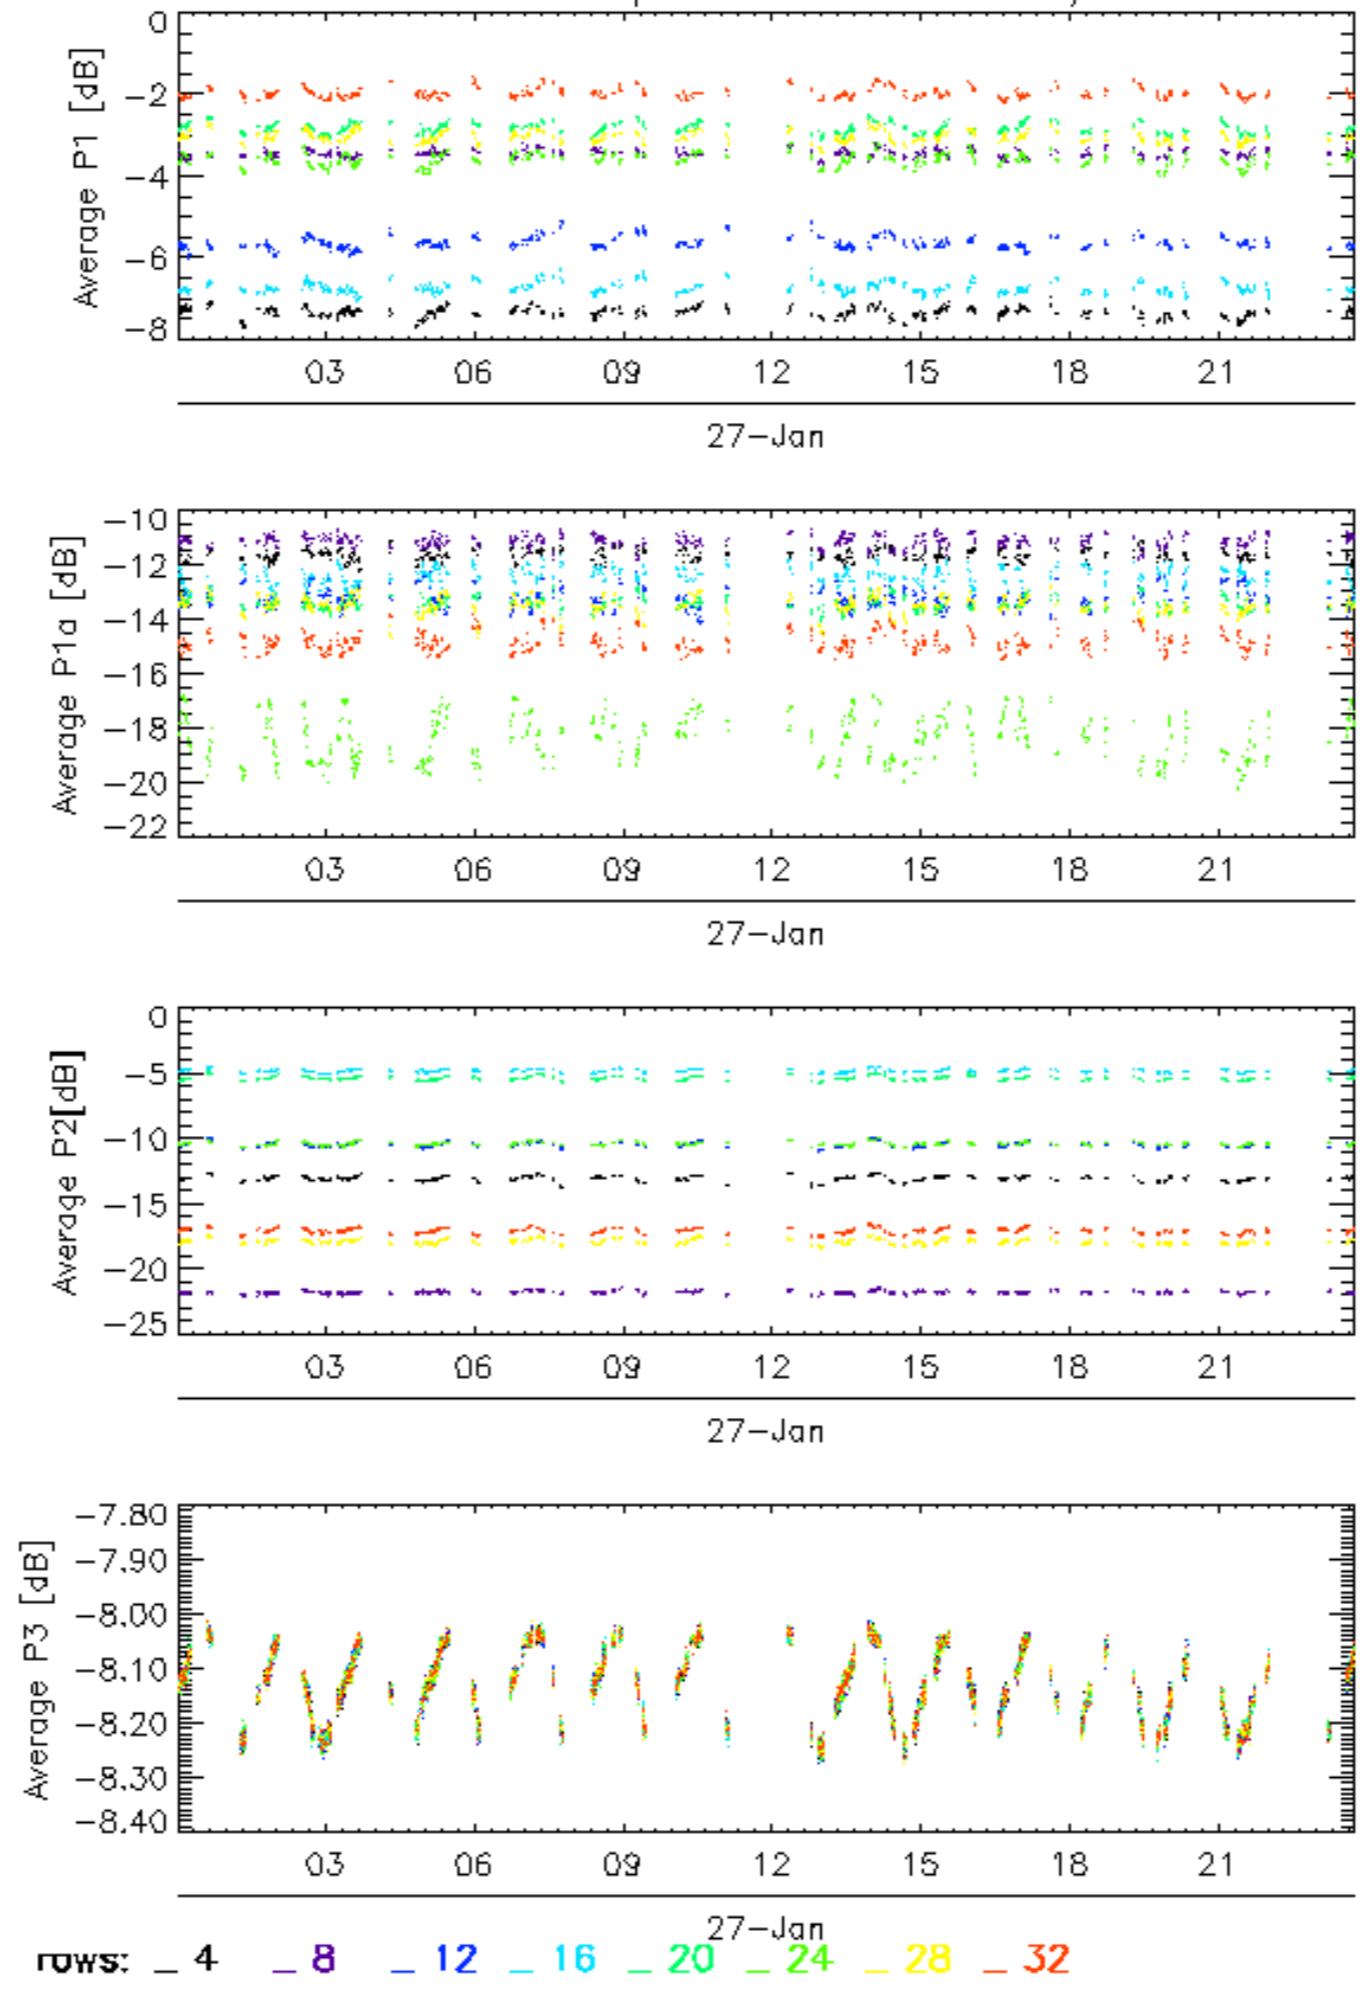 0
−2
−4
−6
−8
Average P1 [dB]
03 06 09 12 15 18 21
27−Jan
−10
−12
−14
−16
−18
−20
−22
Average P1a [dB]
03 06 09 12 15 18 21
27−Jan
0
−5
−10
−15
−20
−25
Average P2[dB]
03 06 09 12 15 18 21
27−Jan
−7.80
−7.90
−8.00
−8.10
−8.20
−8.30
−8.40
Average P3 [dB]
03 06 09 12 15 18 21
27−Jan
rows: _ 4 _ 8 _ 12 _ 16 _ 20 _ 24 _ 28 _ 32